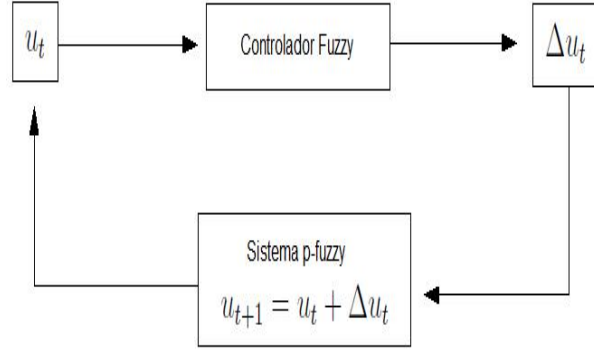 u_t
Controlador Fuzzy
Δu_t
Sistema p-fuzzy
u_{t+1} = u_t + Δu_t